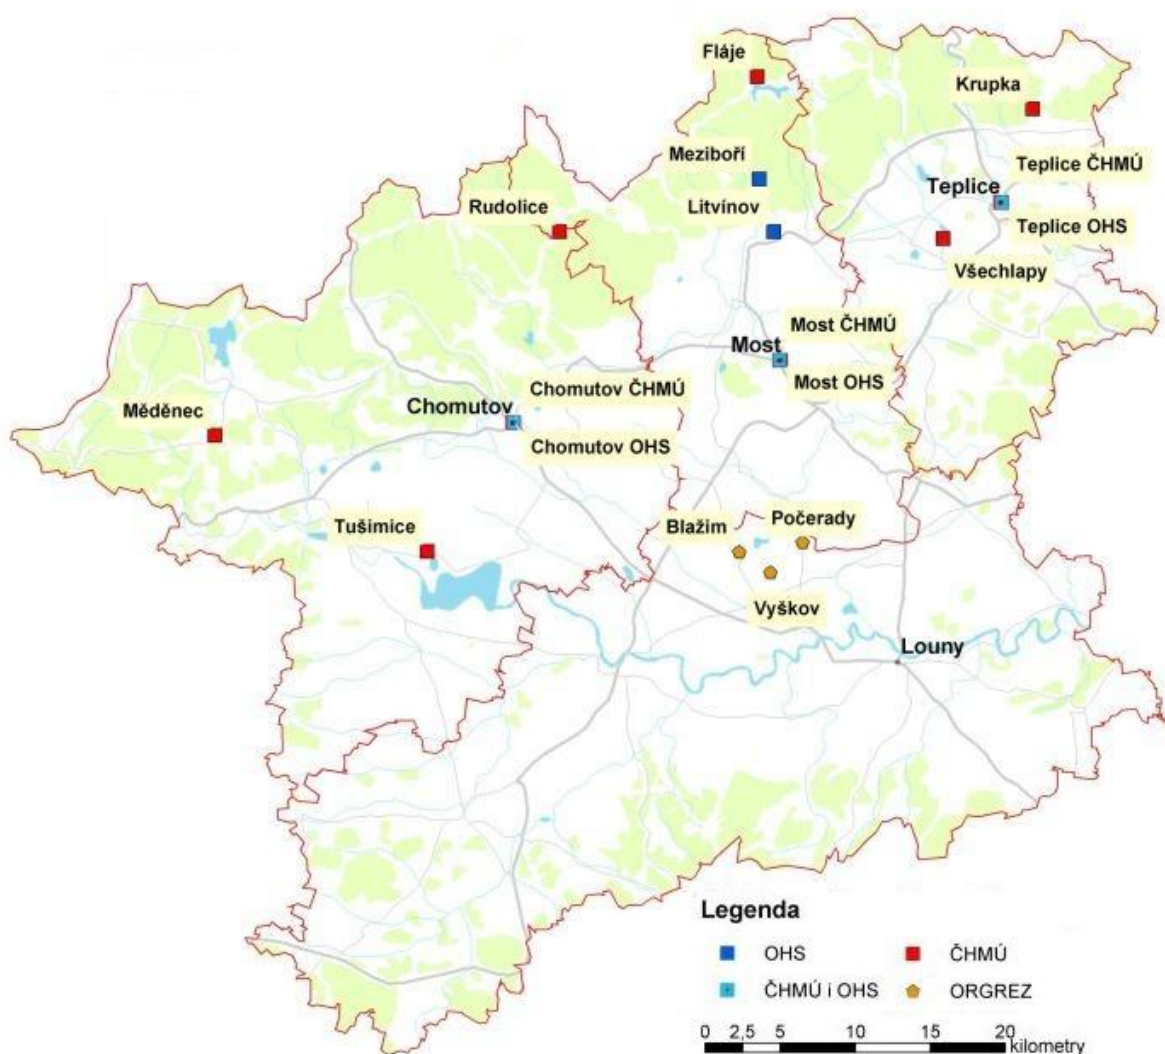 Fláje
Krupka
Meziboří
Teplice ČHMÚ
Teplice
Rudolice
Litvínov
Teplice OHS
Všechlapy
Most ČHMÚ
Most
Most OHS
Chomutov ČHMÚ
Chomutov
Měděnec
Chomutov OHS
Tušimice
Blažim
Počerady
Vyškov
Louny
Legenda
OHS
ČHMÚ
ČHMÚ i OHS
ORGREZ
0 2,5 5 10 15 20
kilometry